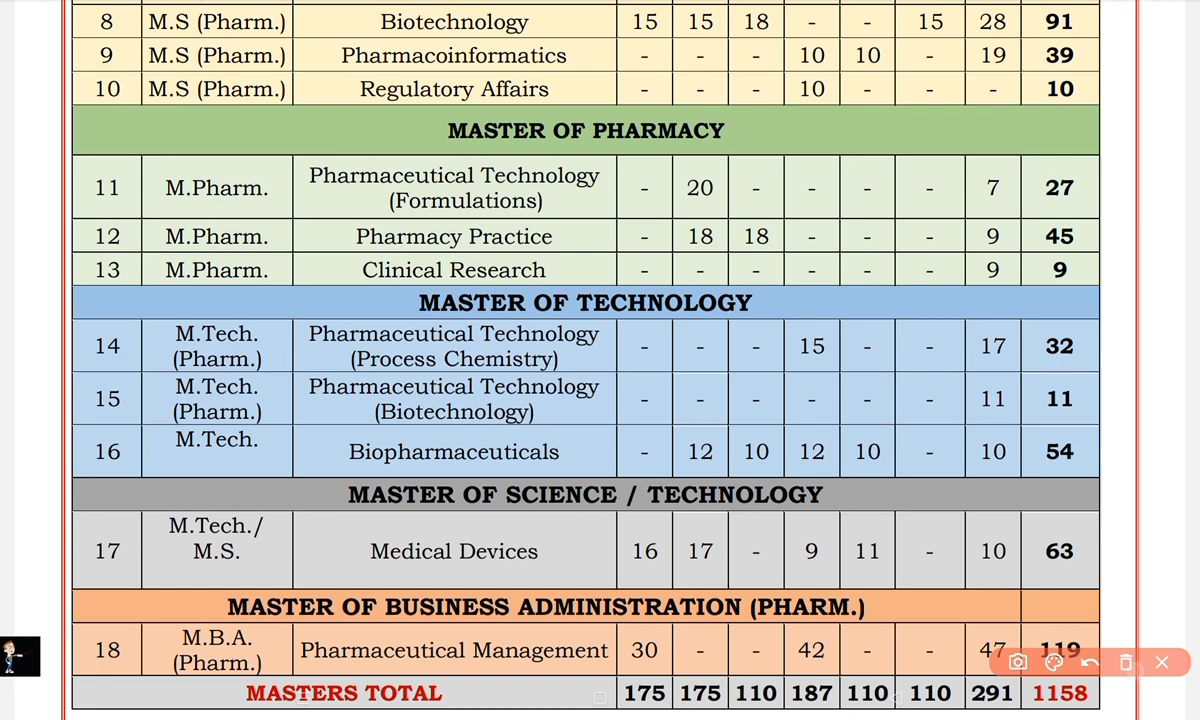 8 M.S (Pharm.) Biotechnology 15 15 18 - - 15 28 91
9 M.S (Pharm.) Pharmacoinformatics - - - 10 10 - 19 39
10 M.S (Pharm.) Regulatory Affairs - - - 10 - - - 10
MASTER OF PHARMACY
11 M.Pharm. Pharmaceutical Technology
(Formulations) - 20 - - - - 7 27
12 M.Pharm. Pharmacy Practice - 18 18 - - - 9 45
13 M.Pharm. Clinical Research - - - - - - 9 9
MASTER OF TECHNOLOGY
14 M.Tech.
(Pharm.) Pharmaceutical Technology
(Process Chemistry) - - - 15 - - 17 32
15 M.Tech.
(Pharm.) Pharmaceutical Technology
(Biotechnology) - - - - - - 11 11
16 M.Tech. Biopharmaceuticals - 12 10 12 10 - 10 54
MASTER OF SCIENCE / TECHNOLOGY
17 M.Tech./
M.S. Medical Devices 16 17 - 9 11 - 10 63
MASTER OF BUSINESS ADMINISTRATION (PHARM.)
18 M.B.A.
(Pharm.) Pharmaceutical Management 30 - - 42 - - 47 119
MASTERS TOTAL 175 175 110 187 110 110 291 1158